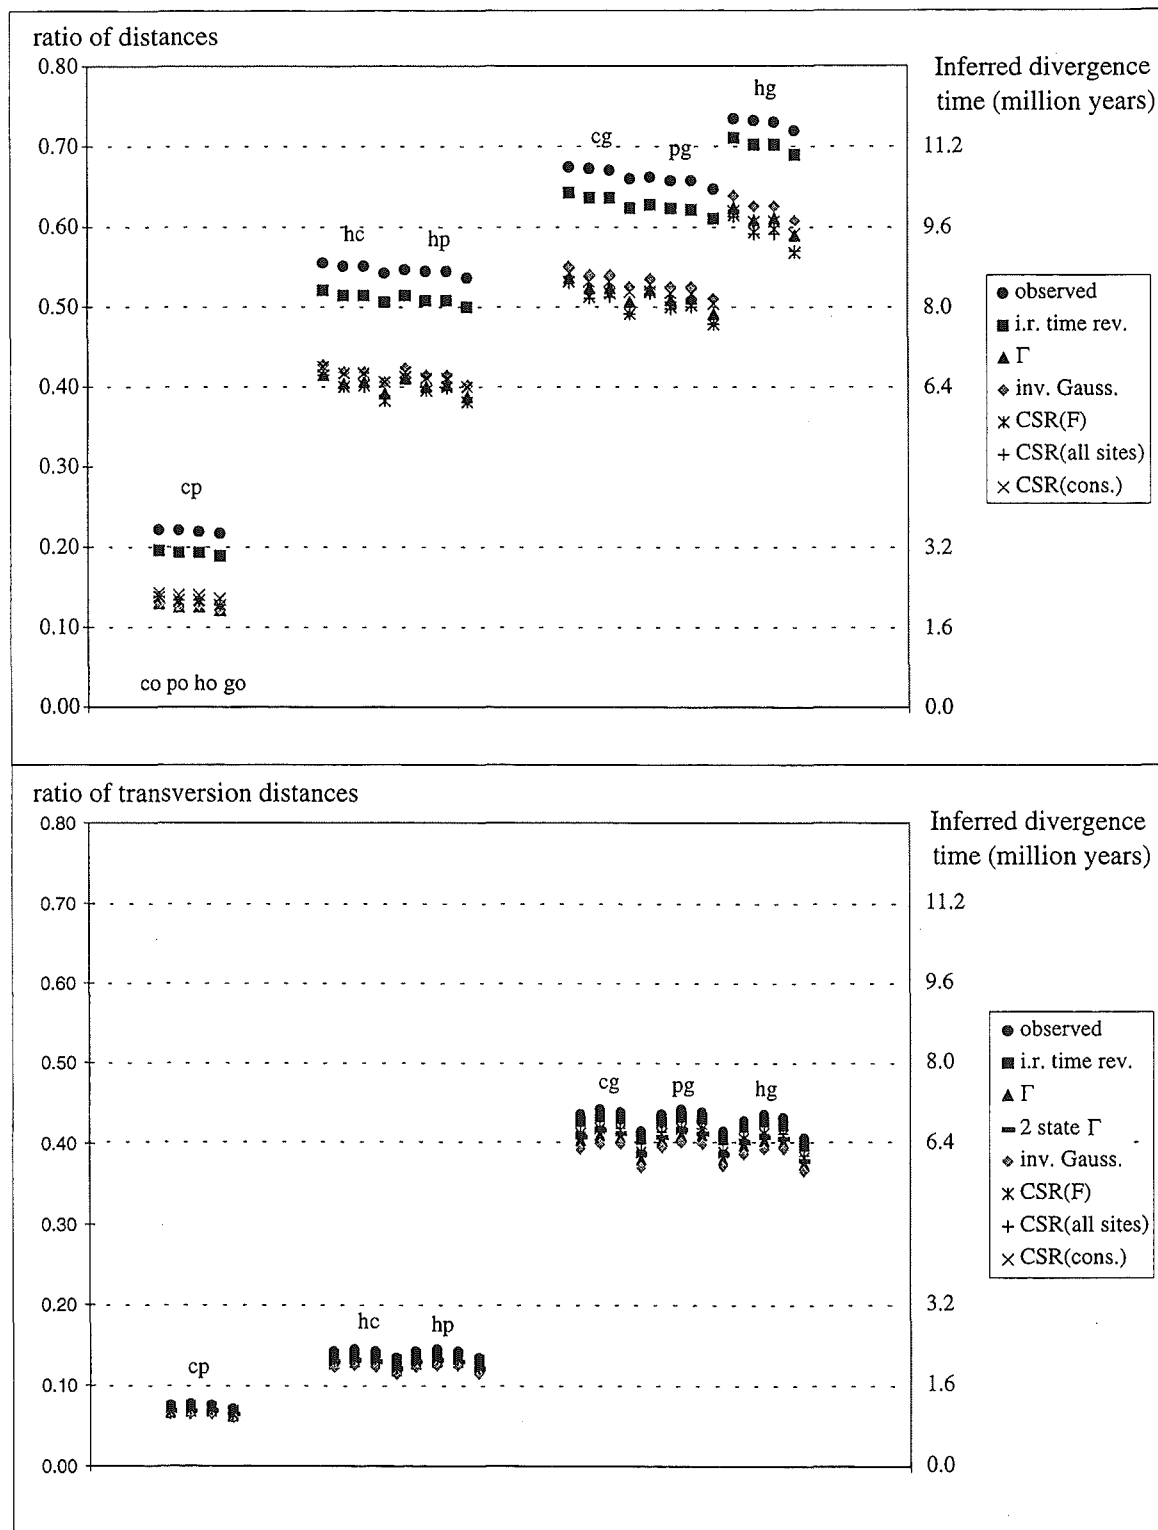 ratio of distances
Inferred divergence
time (million years)
0.80
hg
0.70
11.2
cg
pg
0.60
9.6
hc
hp
0.50
8.0
0.40
6.4
0.30
cp
0.20
3.2
0.10
1.6
co po ho go
0.00
0.0
observed
i.r. time rev.
Γ
inv. Gauss.
CSR(F)
CSR(all sites)
CSR(cons.)
ratio of transversion distances
Inferred divergence
time (million years)
0.80
0.70
11.2
0.60
9.6
0.50
8.0
cg
pg
hg
0.40
6.4
0.30
0.20
3.2
hc
hp
cp
0.10
1.6
0.00
0.0
observed
i.r. time rev.
Γ
2 state Γ
inv. Gauss.
CSR(F)
CSR(all sites)
CSR(cons.)